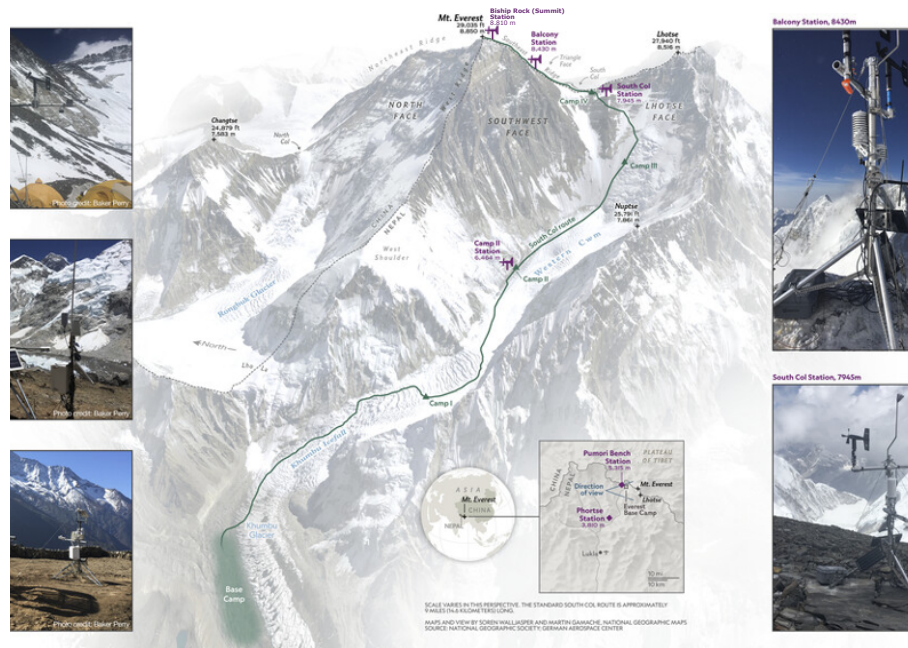 Biship Rock (Summit)
Station
8,810 m
Mt. Everest
29,035 ft
8,850 m
Balcony
Station
8,430 m
Lhotse
27,940 ft
8,516 m
Balcony Station, 8430m
Northeast Ridge
Southeast
Ridge
Triangle
Face
South
Col
West Ridge
South Col
Station
7,945 m
Camp IV
NORTH
FACE
SOUTHWEST
FACE
LHOTSE
FACE
Changtse
24,879 ft
7,583 m
North
Col
Camp III
Photo credit: Baker Perry
CHINA
NEPAL
Nuptse
25,791 ft
7,861 m
South Col route
Western Cwm
West
Shoulder
Camp II
Station
6,464 m
Camp II
Rongbuk Glacier
North
Lho La
South Col Station, 7945m
Camp I
Photo credit: Baker Perry
Khumbu Icefall
Khumbu
Glacier
Base
Camp
ASIA
Mt. Everest
CHINA
NEPAL
Pumori Bench
Station
5,315 m
PLATEAU
OF TIBET
CHINA
NEPAL
Direction
of view
Mt. Everest
Lhotse
Everest
Base Camp
Phortse
Station
3,810 m
Lukla
10 mi
10 km
SCALE VARIES IN THIS PERSPECTIVE. THE STANDARD SOUTH COL ROUTE IS APPROXIMATELY
9 MILES (14.6 KILOMETERS) LONG.
MAPS AND VIEW BY SOREN WALLJASPER AND MARTIN GAMACHE, NATIONAL GEOGRAPHIC MAPS
SOURCE: NATIONAL GEOGRAPHIC SOCIETY; GERMAN AEROSPACE CENTER
Photo credit: Baker Perry